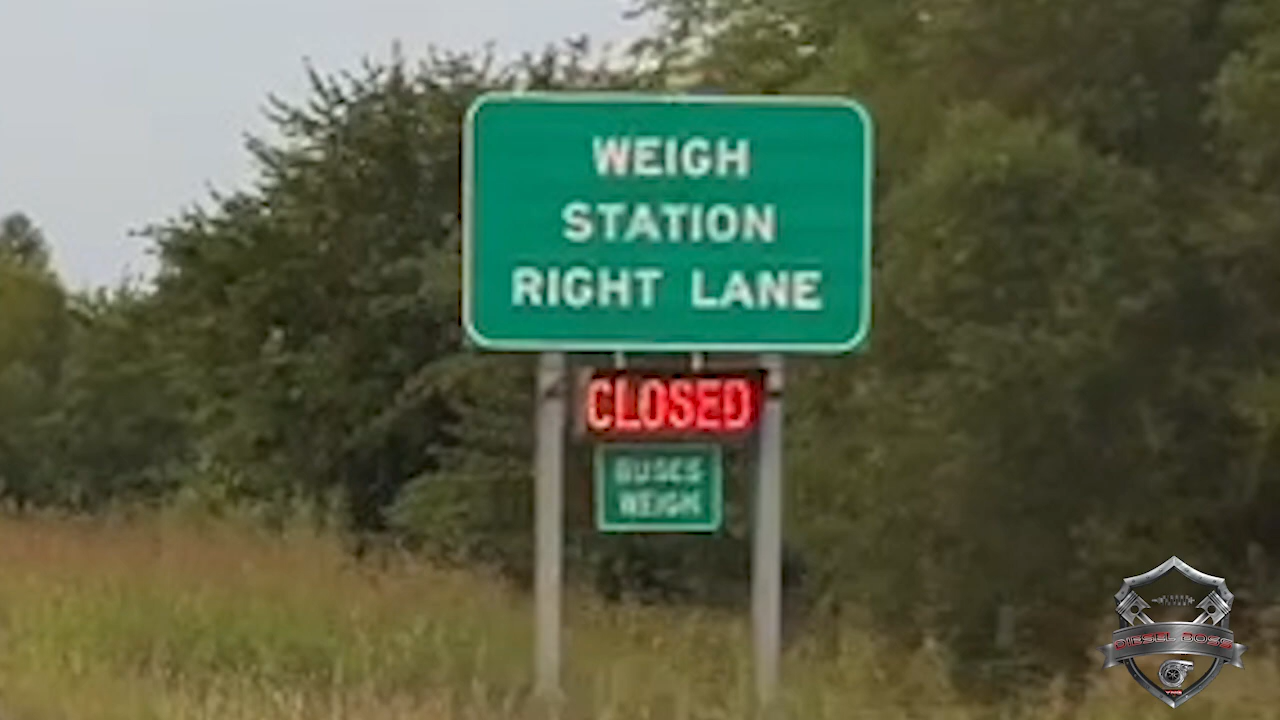 WEIGH
STATION
RIGHT LANE
CLOSED
BUSES
WEIGH
DIESEL BOSS